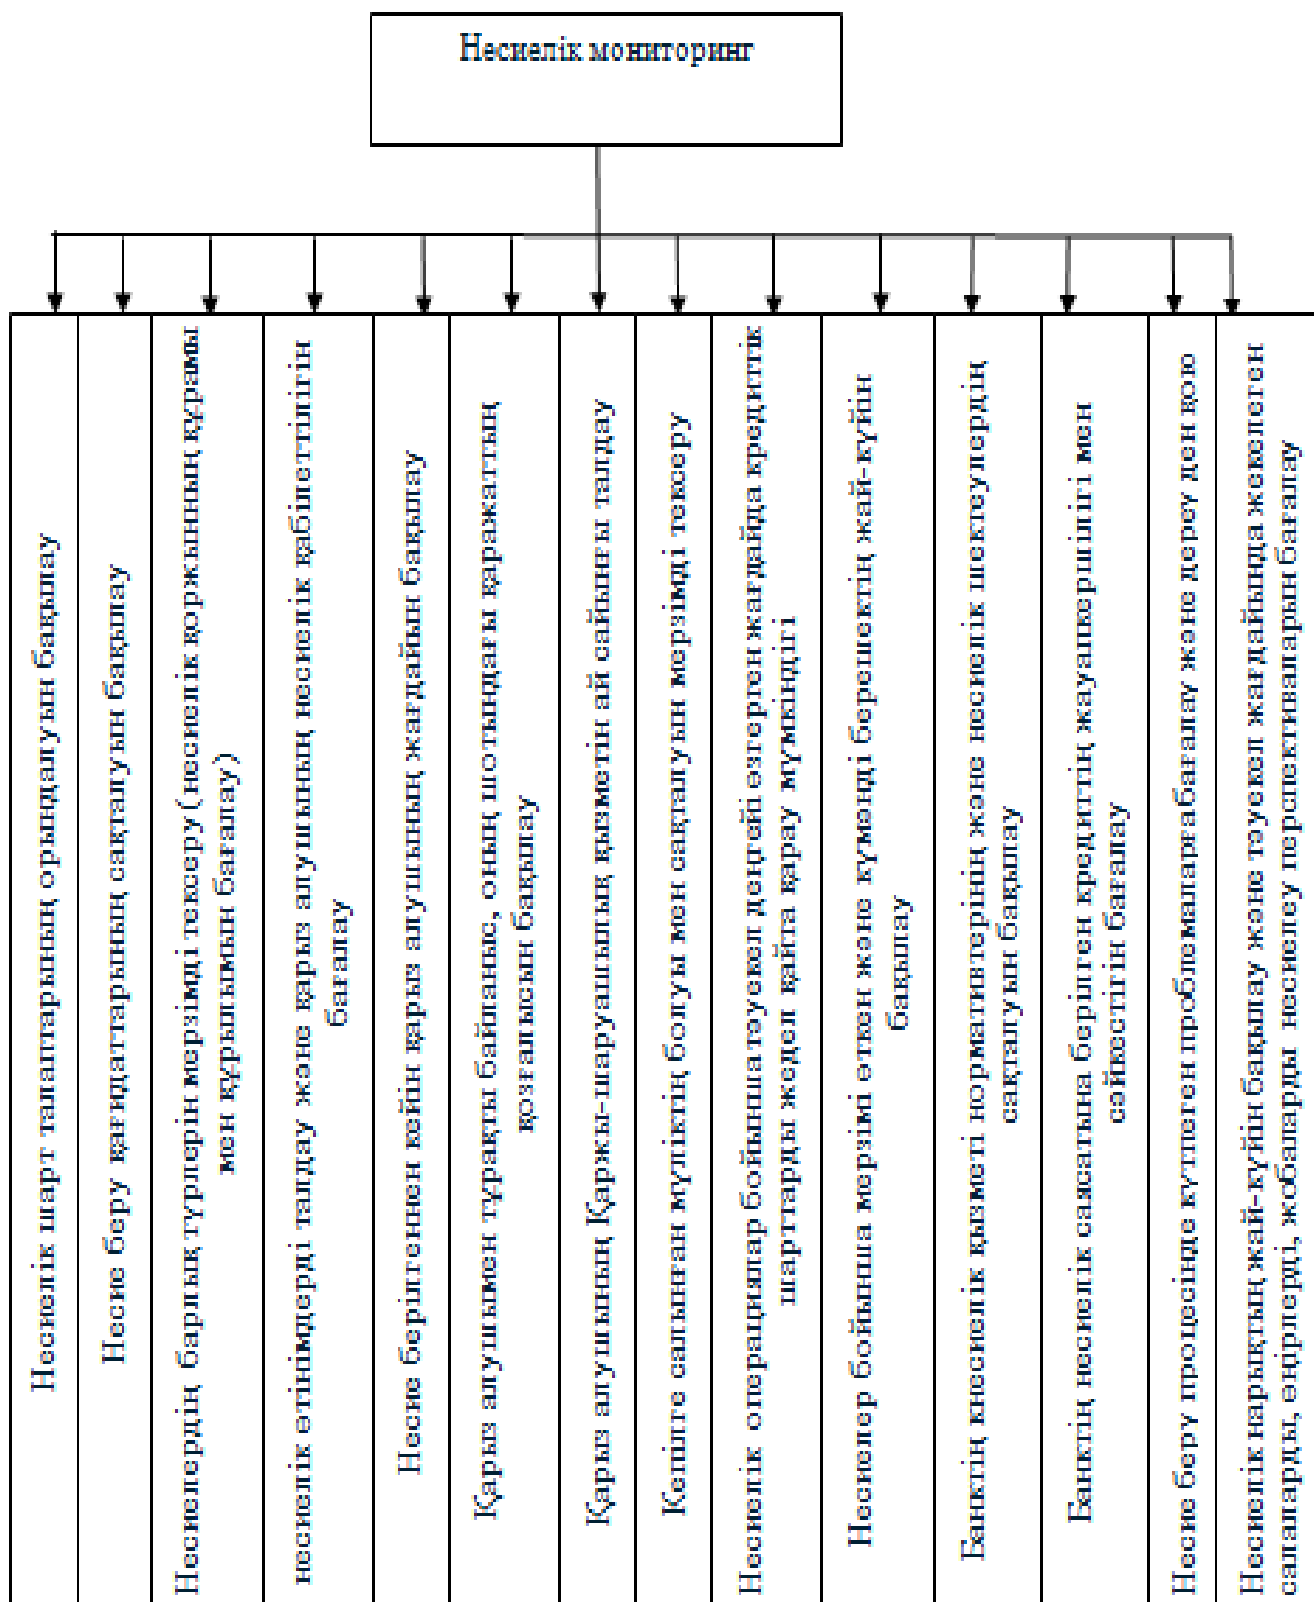 Несиелік мониторинг
Несиелік шарт талаптарының орындалуын бақылау
Несие беру қағидаттарының сақталуын бақылау
Несиелердің барлық түрлерін мерзімді тексеру (несиелік қоржынның құрамы
мен құрылымын бағалау)
несиелік өтінімдерді талдау және қарыз алушының несиелік қабілеттілігін
бағалау
Несие берілгеннен кейін қарыз алушының жағдайын бақылау
Қарыз алушымен тұрақты байланыс, оның шотындағы қаражаттың
қозғалысын бақылау
Қарыз алушының Қаржы-шаруашылық қызметін ай сайынғы талдау
Кепілге салынған мүліктің болуы мен сақталуын мерзімді тексеру
Несиелік операциялар бойынша тәуекел деңгейі өзгерген жағдайда кредиттік
шарттарды жедел қайта қарау мүмкіндігі
Несиелер бойынша мерзімі өткен және күмәнді берешектің жай-күйін
бақылау
Банктің кнесиелік қызметі нормативтерінің және несиелік шектеулердің
сақталуын бақылау
Банктің несиелік саясатына берілген кредиттің жауапкершілігі мен
сәйкестігін бағалау
Несие беру процесінде күтпеген проблемаларғабағалау және дереу ден қою
Несиелік нарықтың жай-күйін бақылау және тәуекел жағдайында жекелеген
салаларды, өңірлерді, жобаларды несиелеу перспективаларын бағалау